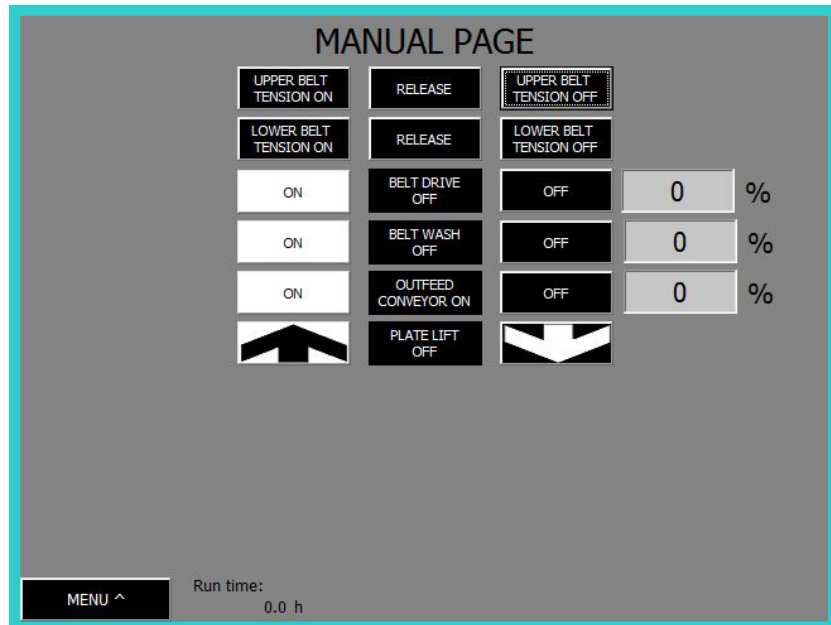 MANUAL PAGE
UPPER BELT
TENSION ON
RELEASE
UPPER BELT
TENSION OFF
LOWER BELT
TENSION ON
RELEASE
LOWER BELT
TENSION OFF
ON
BELT DRIVE
OFF
OFF
0 %
ON
BELT WASH
OFF
OFF
0 %
ON
OUTFEED
CONVEYOR ON
OFF
0 %
PLATE LIFT
OFF
MENU ^
Run time:
0.0 h